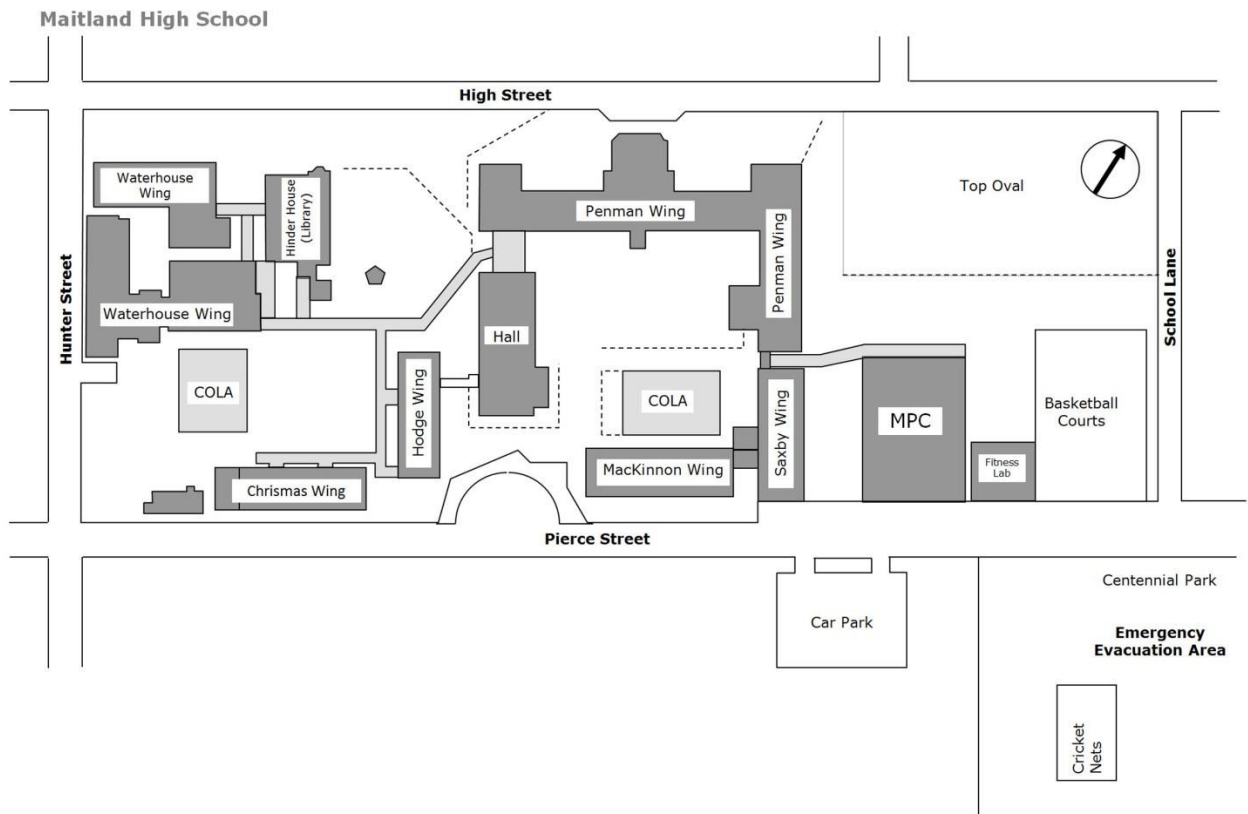 Maitland High School
High Street
Waterhouse
Wing
Hinder House
(Library)
Penman Wing
Top Oval
Hunter Street
Waterhouse Wing
Penman Wing
School Lane
Hall
COLA
Hodge Wing
COLA
Saxby Wing
MPC
Basketball
Courts
MacKinnon Wing
Fitness
Lab
Chrismas Wing
Pierce Street
Centennial Park
Car Park
Emergency
Evacuation Area
Cricket
Nets